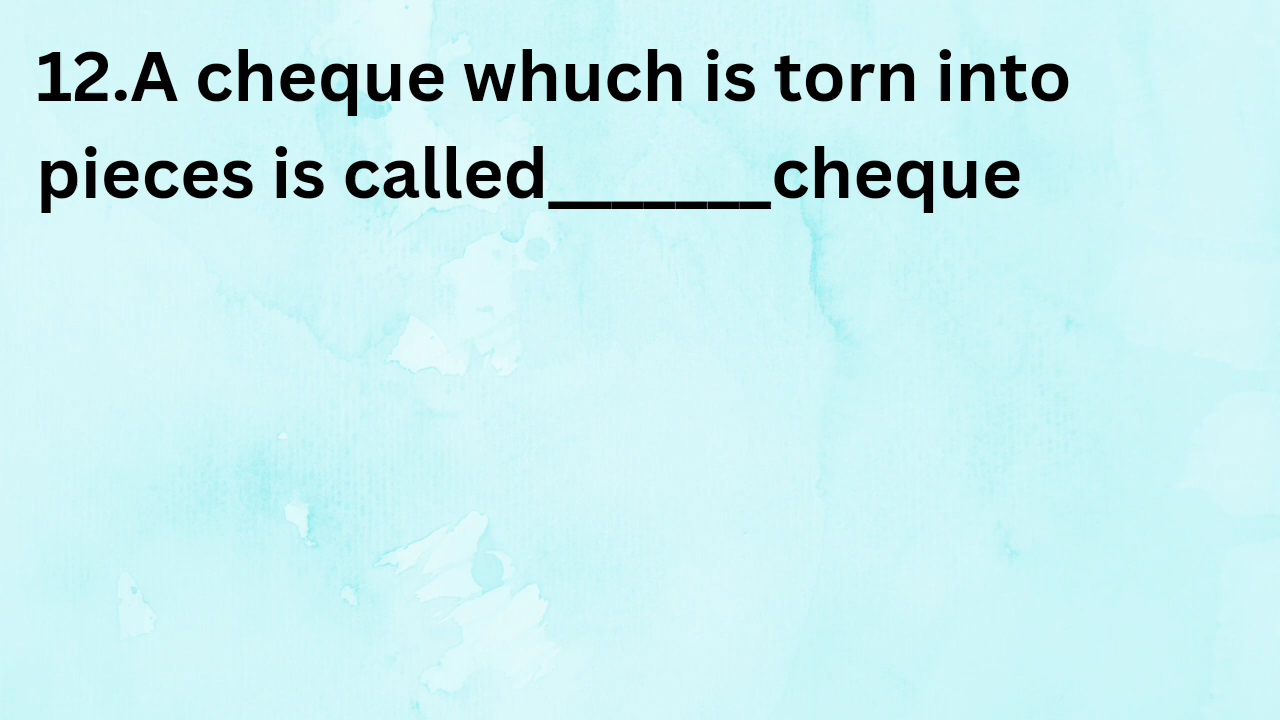 12.A cheque whuch is torn into
pieces is called_______cheque